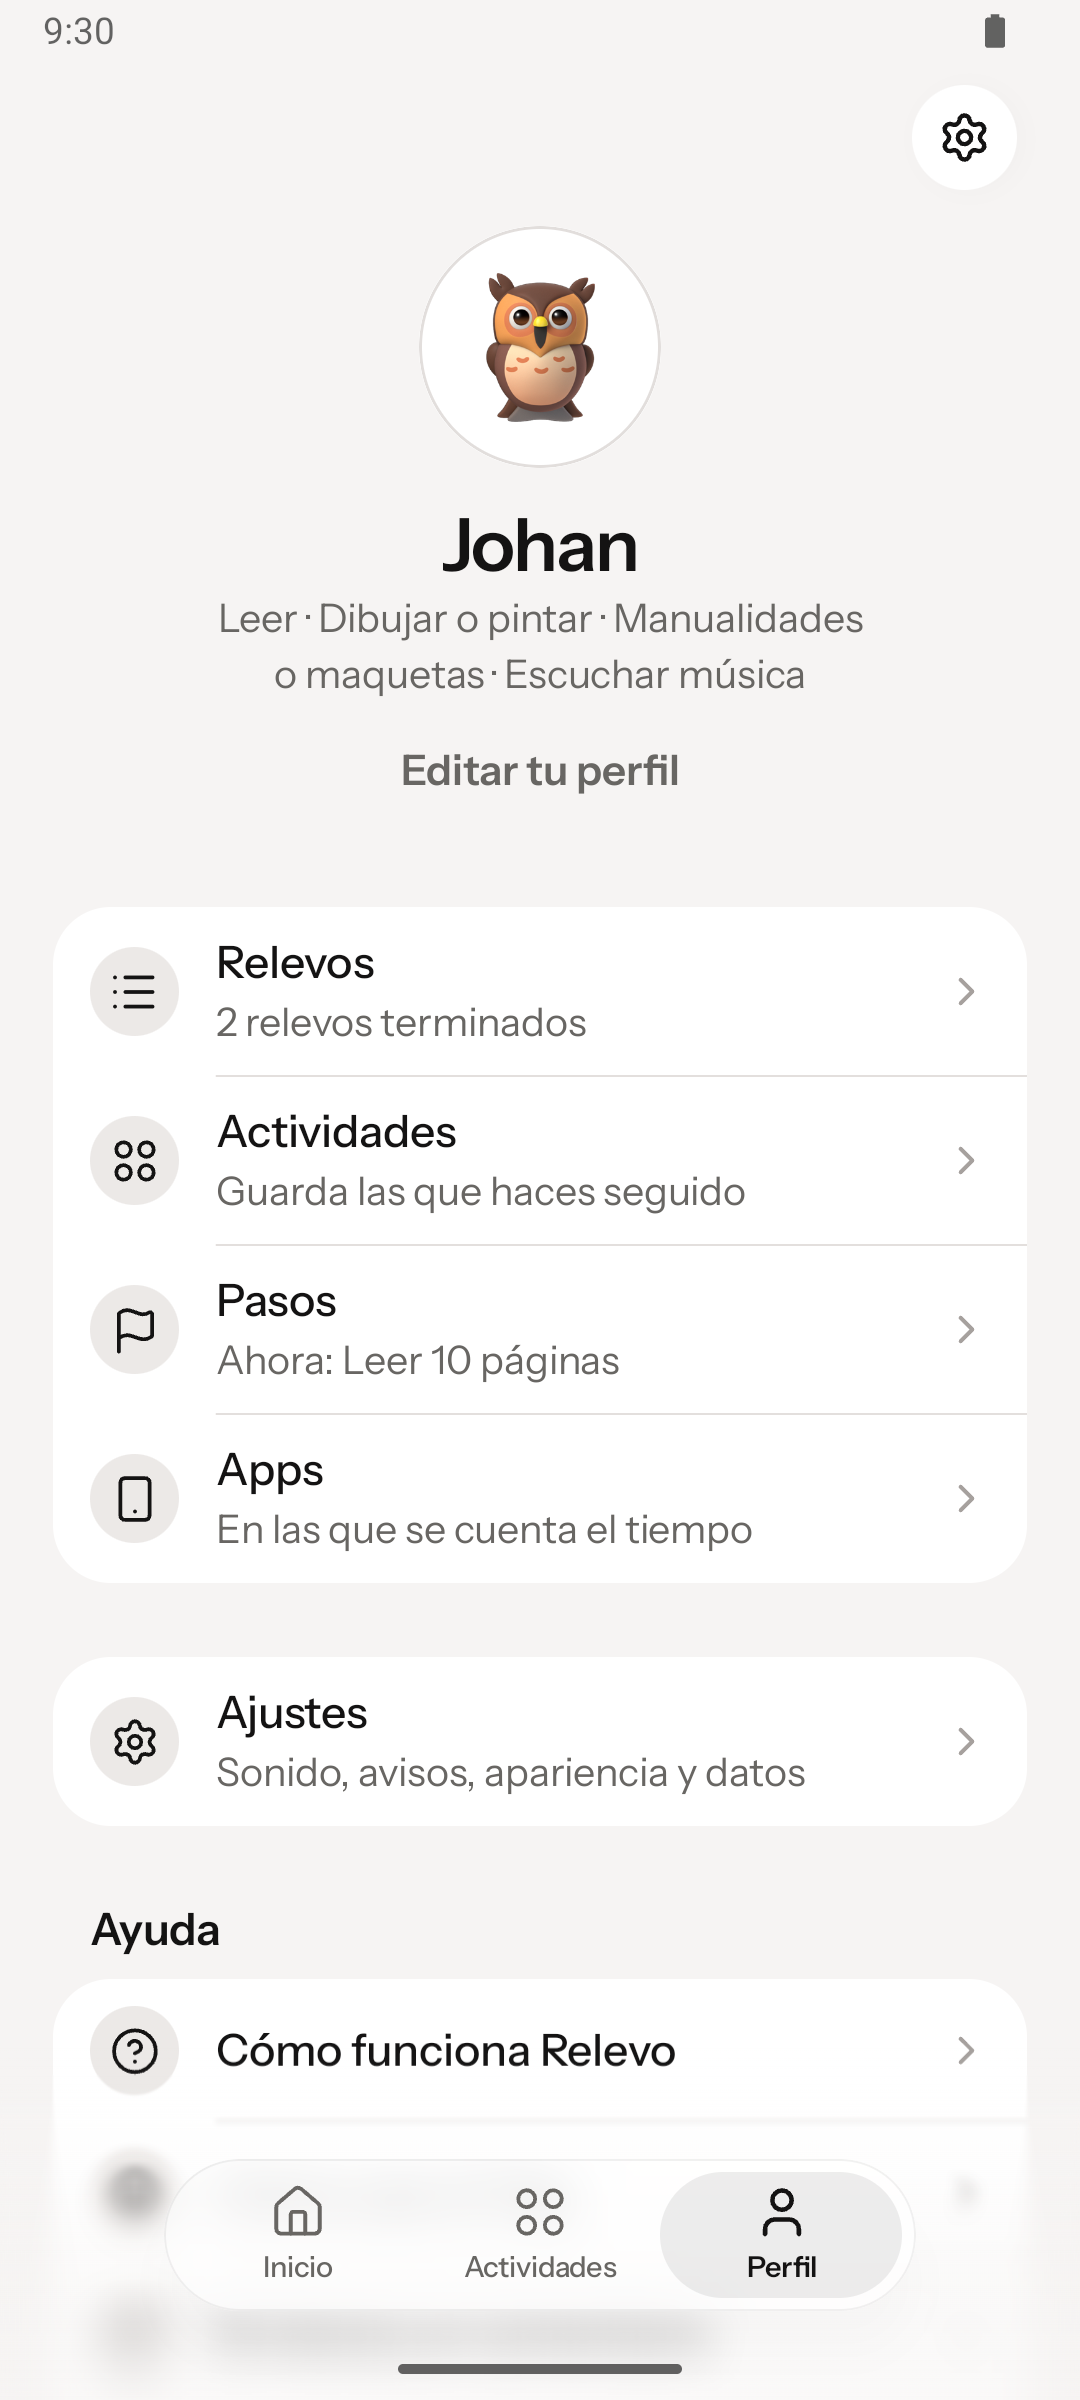 9:30
Johan
Leer · Dibujar o pintar · Manualidades
o maquetas · Escuchar música
Editar tu perfil
Relevos
2 relevos terminados
Actividades
Guarda las que haces seguido
Pasos
Ahora: Leer 10 páginas
Apps
En las que se cuenta el tiempo
Ajustes
Sonido, avisos, apariencia y datos
Ayuda
Cómo funciona Relevo
Inicio
Actividades
Perfil